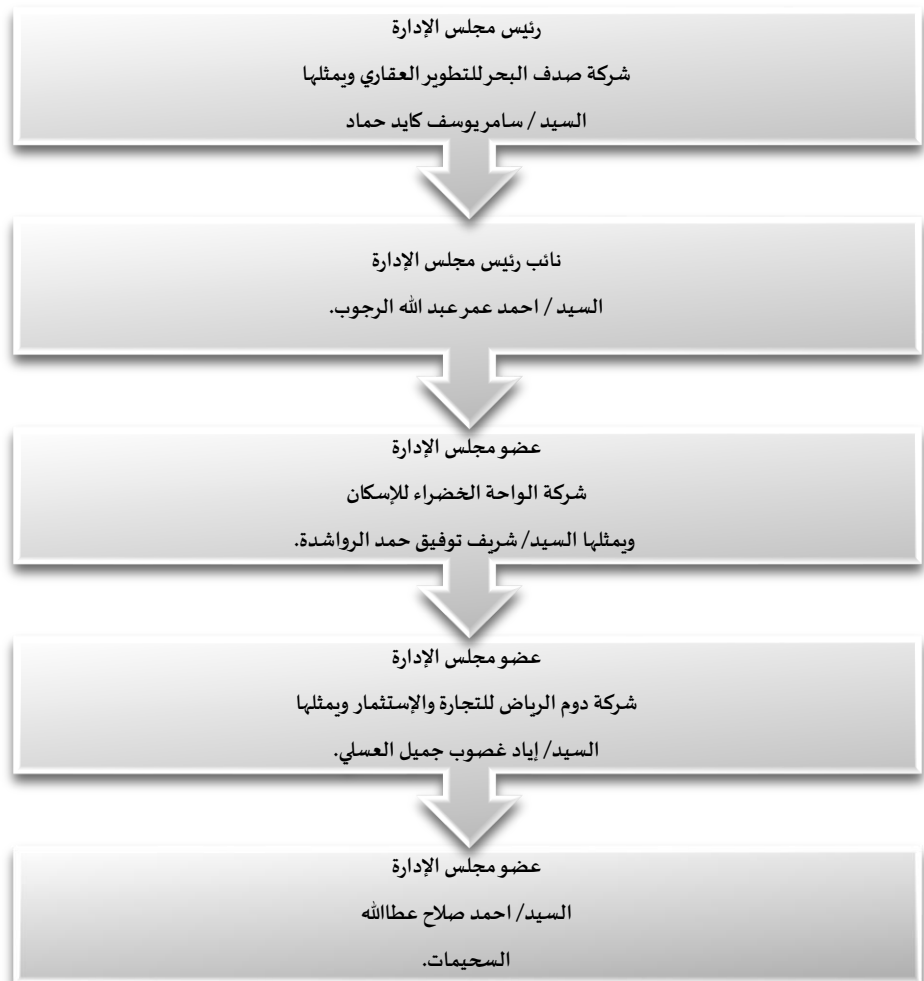 رئيس مجلس الإدارة
شركة صدف البحر للتطوير العقاري ويمثلها
السيد / سامر يوسف كايد حماد
نائب رئيس مجلس الإدارة
السيد / احمد عمر عبد الله الرجوب.
عضو مجلس الإدارة
شركة الواحة الخضراء للإسكان
ويمثلها السيد/ شريف توفيق حمد الرواشدة.
عضو مجلس الإدارة
شركة دوم الرياض للتجارة والإستثمار ويمثلها
السيد/ إياد غصوب جميل العسلي.
عضو مجلس الإدارة
السيد/ احمد صلاح عطاالله
السحيمات.